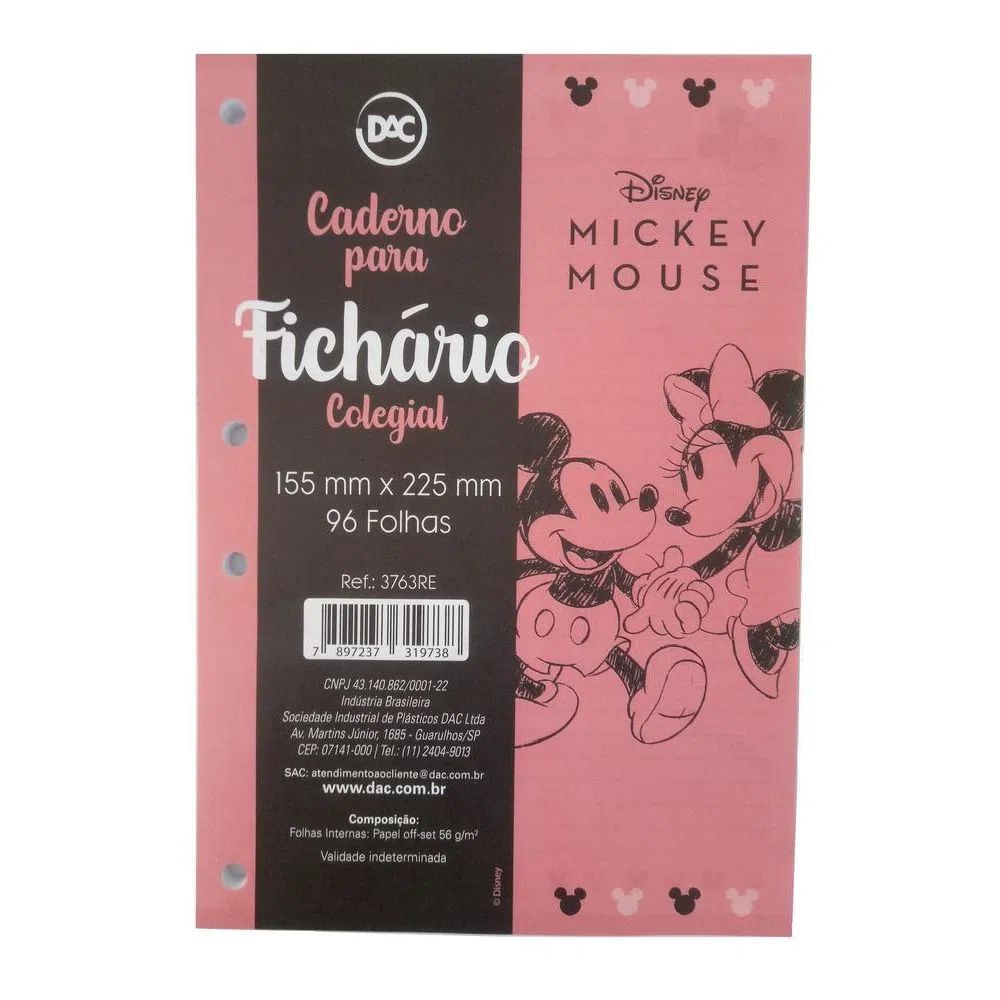 DAC
Caderno
para
Fichário
Colegial
155 mm x 225 mm
96 Folhas
Ref.: 3763RE
7 897237 319738
CNPJ 43.140.862/0001-22
Indústria Brasileira
Sociedade Industrial de Plásticos DAC Ltda
Av. Martins Júnior, 1685 - Guarulhos/SP
CEP: 07141-000 | Tel.: (11) 2404-9013
SAC: atendimentoaocliente@dac.com.br
www.dac.com.br
Composição:
Folhas Internas: Papel off-set 56 g/m²
Validade indeterminada
© Disney
Disney
MICKEY
MOUSE